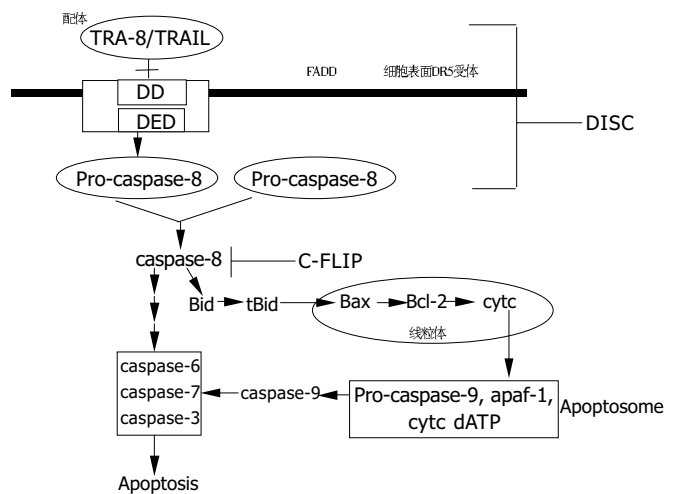 配体
TRA-8/TRAIL
FADD
细胞表面DR5受体
DD
DED
DISC
Pro-caspase-8
Pro-caspase-8
caspase-8
C-FLIP
Bid
tBid
Bax
Bcl-2
cytc
线粒体
caspase-6
caspase-7
caspase-3
caspase-9
Pro-caspase-9, apaf-1,
cytc dATP
Apoptosome
Apoptosis